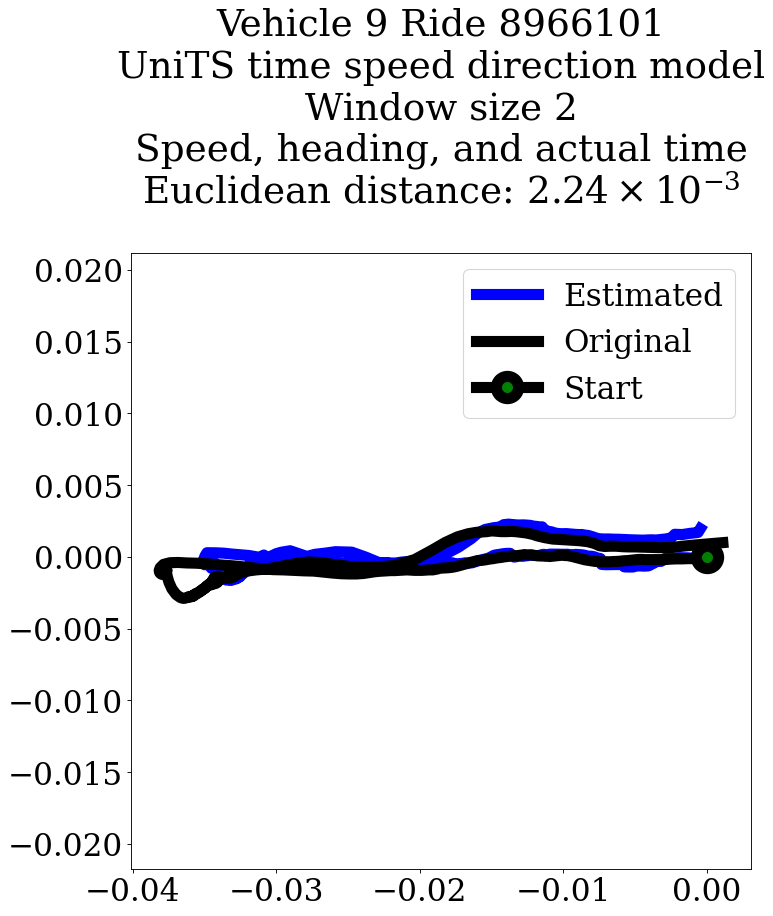 Vehicle 9 Ride 8966101
UniTS time speed direction model
Window size 2
Speed, heading, and actual time
Euclidean distance: 2.24 × 10⁻³
Estimated
Original
Start
0.020
0.015
0.010
0.005
0.000
−0.005
−0.010
−0.015
−0.020
−0.04 −0.03 −0.02 −0.01 0.00